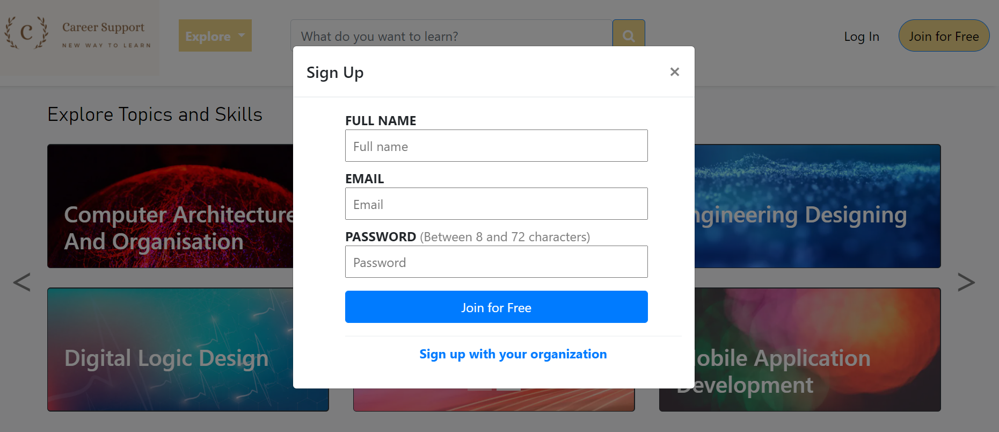 C
Career Support
NEW WAY TO LEARN
Explore
What do you want to learn?
Log In
Join for Free
Sign Up
×
Explore Topics and Skills
FULL NAME
Full name
EMAIL
Email
PASSWORD (Between 8 and 72 characters)
Password
Join for Free
Sign up with your organization
Computer Architecture
And Organisation
ngineering Designing
<
>
Digital Logic Design
obile Application
Development